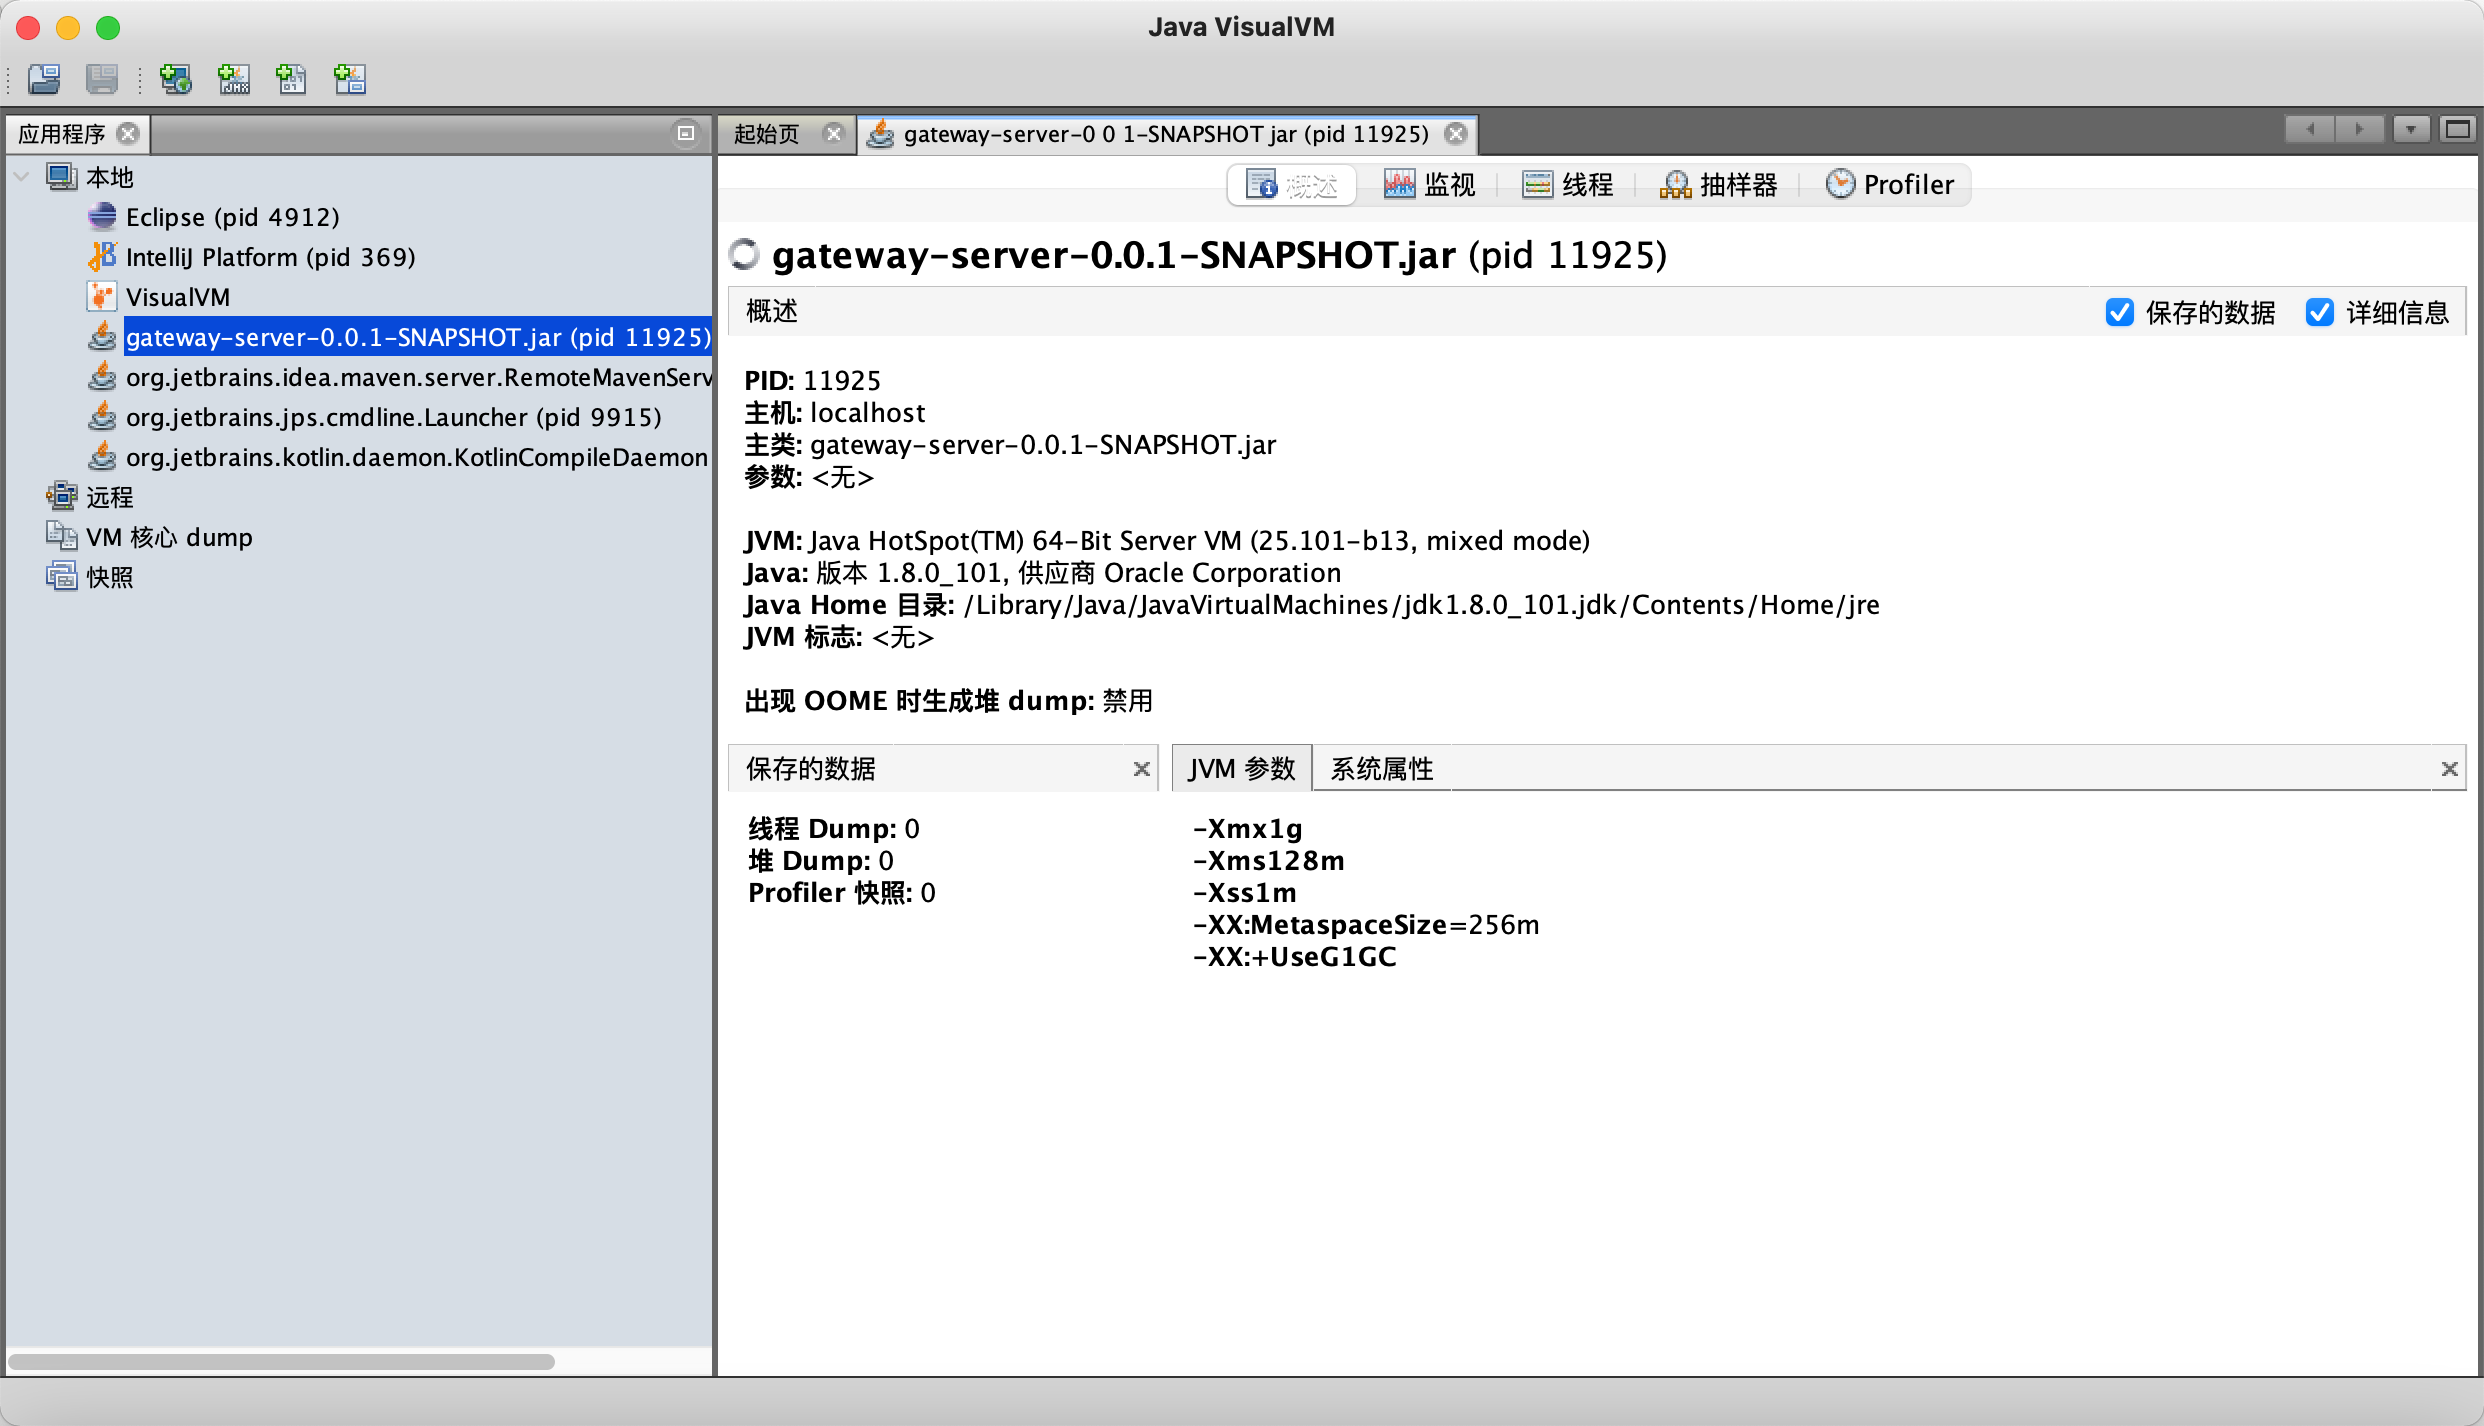 Java VisualVM
应用程序
起始页
gateway-server-0 0 1-SNAPSHOT jar (pid 11925)
本地
Eclipse (pid 4912)
IntelliJ Platform (pid 369)
VisualVM
gateway-server-0.0.1-SNAPSHOT.jar (pid 11925)
org.jetbrains.idea.maven.server.RemoteMavenServ
org.jetbrains.jps.cmdline.Launcher (pid 9915)
org.jetbrains.kotlin.daemon.KotlinCompileDaemon
远程
VM 核心 dump
快照
概述 监视 线程 抽样器 Profiler
gateway-server-0.0.1-SNAPSHOT.jar (pid 11925)
概述 保存的数据 详细信息
PID: 11925
主机: localhost
主类: gateway-server-0.0.1-SNAPSHOT.jar
参数: <无>
JVM: Java HotSpot(TM) 64-Bit Server VM (25.101-b13, mixed mode)
Java: 版本 1.8.0_101, 供应商 Oracle Corporation
Java Home 目录: /Library/Java/JavaVirtualMachines/jdk1.8.0_101.jdk/Contents/Home/jre
JVM 标志: <无>
出现 OOME 时生成堆 dump: 禁用
保存的数据
线程 Dump: 0
堆 Dump: 0
Profiler 快照: 0
JVM 参数 系统属性
-Xmx1g
-Xms128m
-Xss1m
-XX:MetaspaceSize=256m
-XX:+UseG1GC